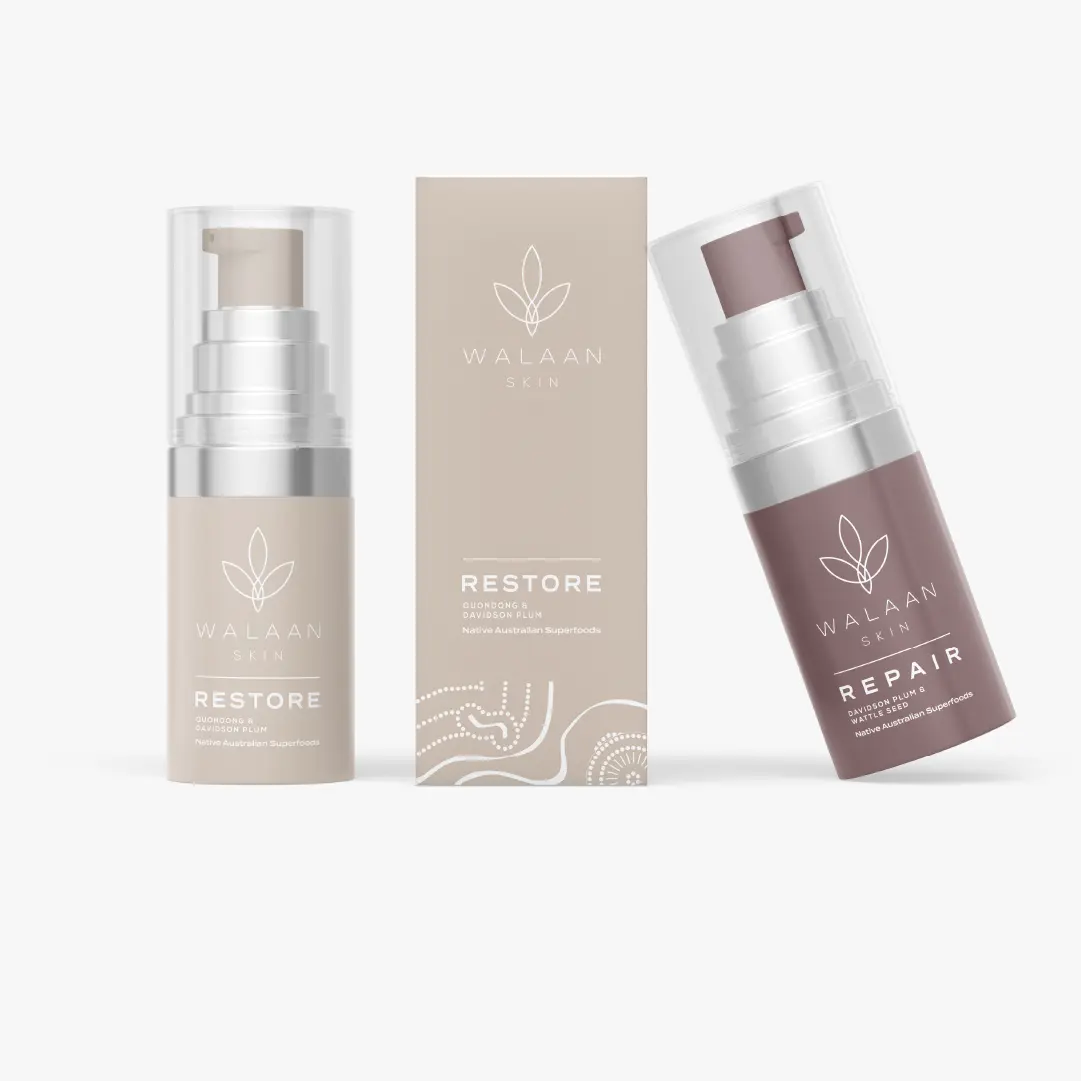 WALAAN
SKIN
RESTORE
QUONDONG &
DAVIDSON PLUM
Native Australian Superfoods
WALAAN
SKIN
RESTORE
QUONDONG &
DAVIDSON PLUM
Native Australian Superfoods
WALAAN
SKIN
REPAIR
DAVIDSON PLUM &
WATTLE SEED
Native Australian Superfoods